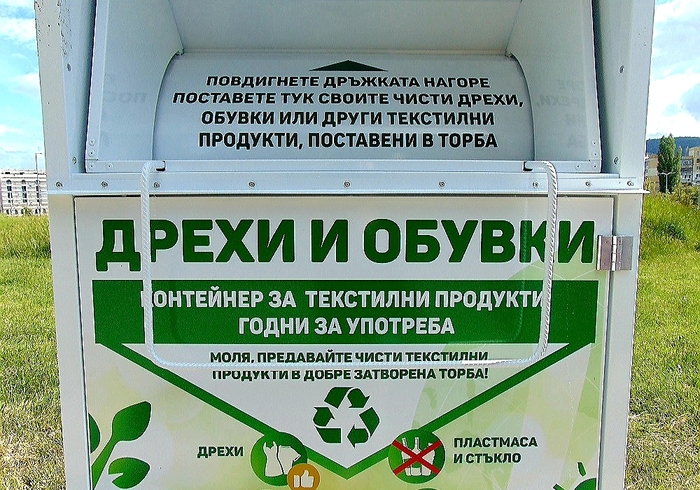 ПОВДИГНЕТЕ ДРЪЖКАТА НАГОРЕ
ПОСТАВЕТЕ ТУК СВОИТЕ ЧИСТИ ДРЕХИ,
ОБУВКИ ИЛИ ДРУГИ ТЕКСТИЛНИ
ПРОДУКТИ, ПОСТАВЕНИ В ТОРБА
ДРЕХИ И ОБУВКИ
КОНТЕЙНЕР ЗА ТЕКСТИЛНИ ПРОДУКТИ
ГОДНИ ЗА УПОТРЕБА
МОЛЯ, ПРЕДАВАЙТЕ ЧИСТИ ТЕКСТИЛНИ
ПРОДУКТИ В ДОБРЕ ЗАТВОРЕНА ТОРБА!
ДРЕХИ
ПЛАСТМАСА
И СТЪКЛО